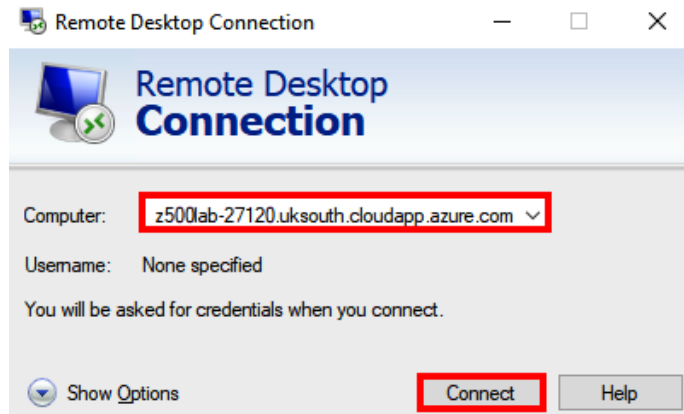 Remote Desktop Connection
Remote Desktop
Connection
Computer: z500lab-27120.uksouth.cloudapp.azure.com
Username: None specified
You will be asked for credentials when you connect.
Show Options Connect Help